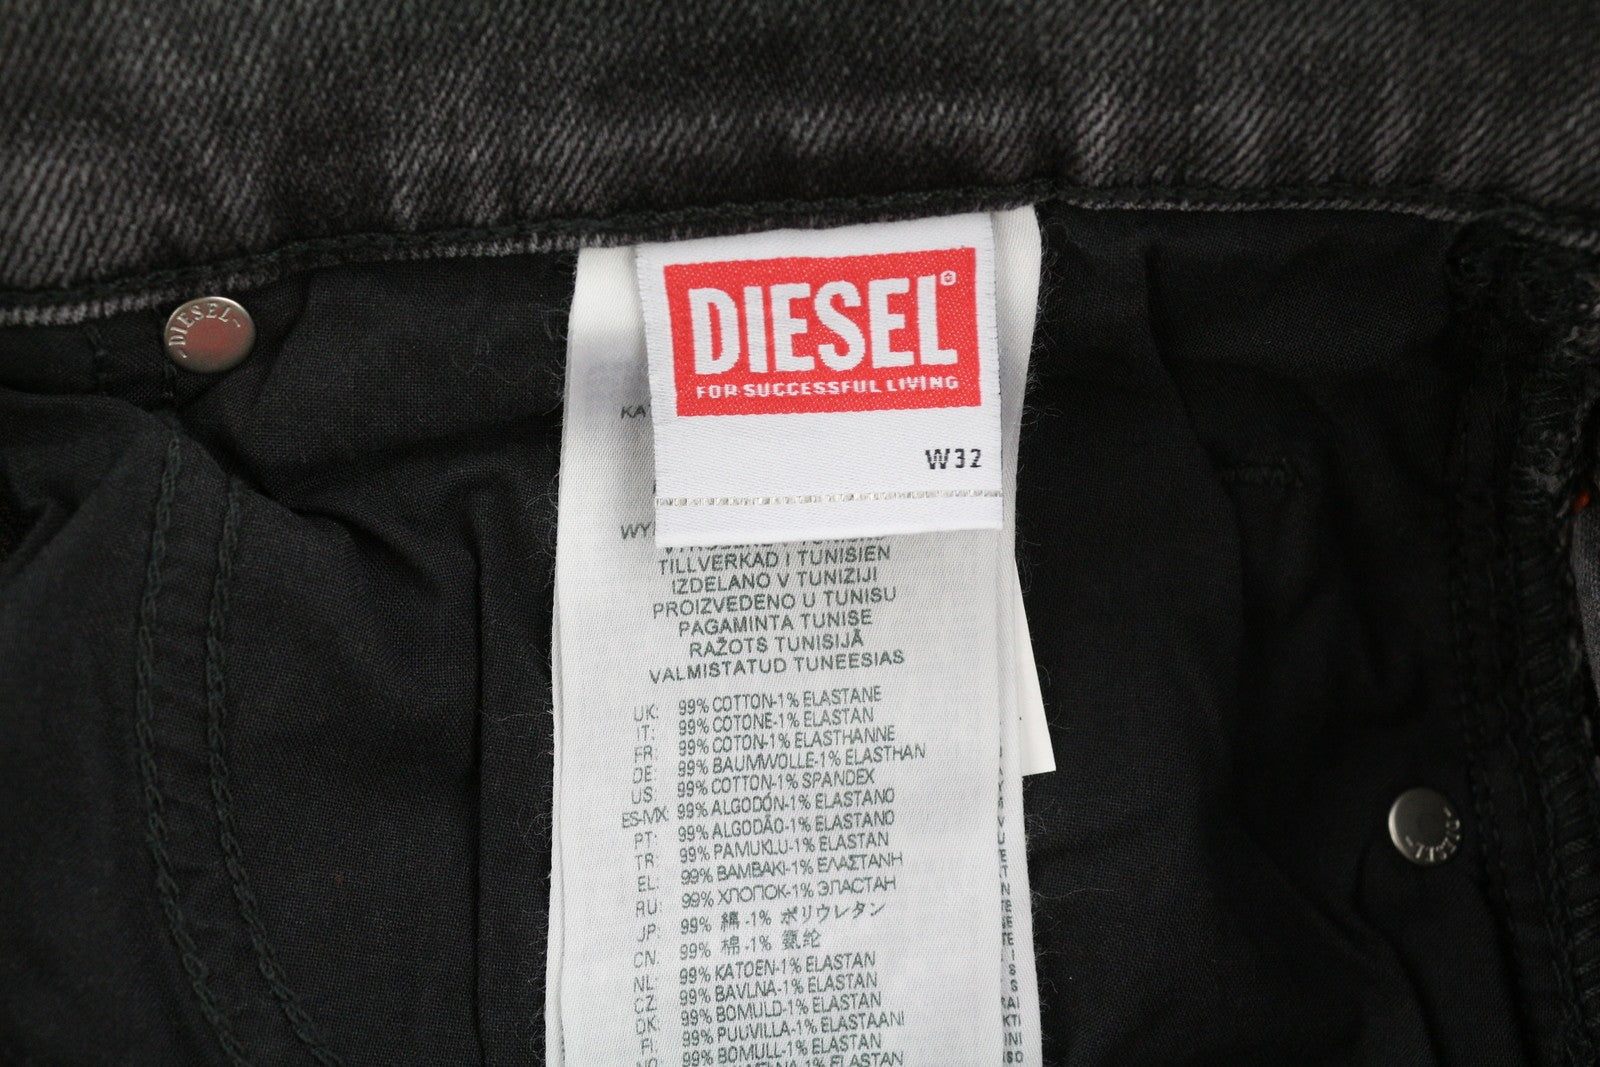 DIESEL
DIESEL
FOR SUCCESSFUL LIVING
W32
TILLVERKAD I TUNISIEN
IZDELANO V TUNIZIJI
PROIZVEDENO U TUNISU
PAGAMINTA TUNISE
RAŽOTS TUNISIJĀ
VALMISTATUD TUNEESIAS
UK: 99% COTTON-1% ELASTANE
IT: 99% COTONE-1% ELASTAN
FR: 99% COTON-1% ELASTHANNE
DE: 99% BAUMWOLLE-1% ELASTHAN
US: 99% COTTON-1% SPANDEX
ES-MX: 99% ALGODÓN-1% ELASTANO
PT: 99% ALGODÃO-1% ELASTANO
TR: 99% PAMUKLU-1% ELASTAN
EL: 99% ΒΑΜΒΑΚΙ-1% ΕΛΑΣΤΑΝΗ
RU: 99% ХЛОПОК-1% ЭЛАСТАН
JP: 99% 綿 -1% ポリウレタン
CN: 99% 棉 -1% 氨纶
NL: 99% KATOEN-1% ELASTAN
CZ: 99% BAVLNA-1% ELASTAN
DK: 99% BOMULD-1% ELASTAN
FI: 99% PUUVILLA-1% ELASTAANI
NO: 99% BOMULL-1% ELASTAN
ELASTAN
DIESEL